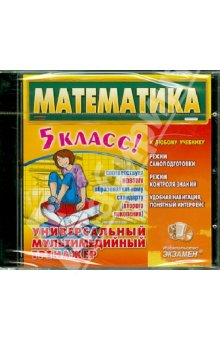 МАТЕМАТИКА
5 КЛАСС!
К ЛЮБОМУ УЧЕБНИКУ
СООТВЕТСТВУЕТ
НОВОМУ
ОБРАЗОВАТЕЛЬНОМУ
СТАНДАРТУ
(ВТОРОГО
ПОКОЛЕНИЯ)
РЕЖИМ
САМОПОДГОТОВКИ
РЕЖИМ
КОНТРОЛЯ ЗНАНИЙ
УДОБНАЯ НАВИГАЦИЯ,
ПОНЯТНЫЙ ИНТЕРФЕЙС
УНИВЕРСАЛЬНЫЙ
МУЛЬТИМЕДИЙНЫЙ
ТРЕНАЖЕР
Издательство
ЭКЗАМЕН